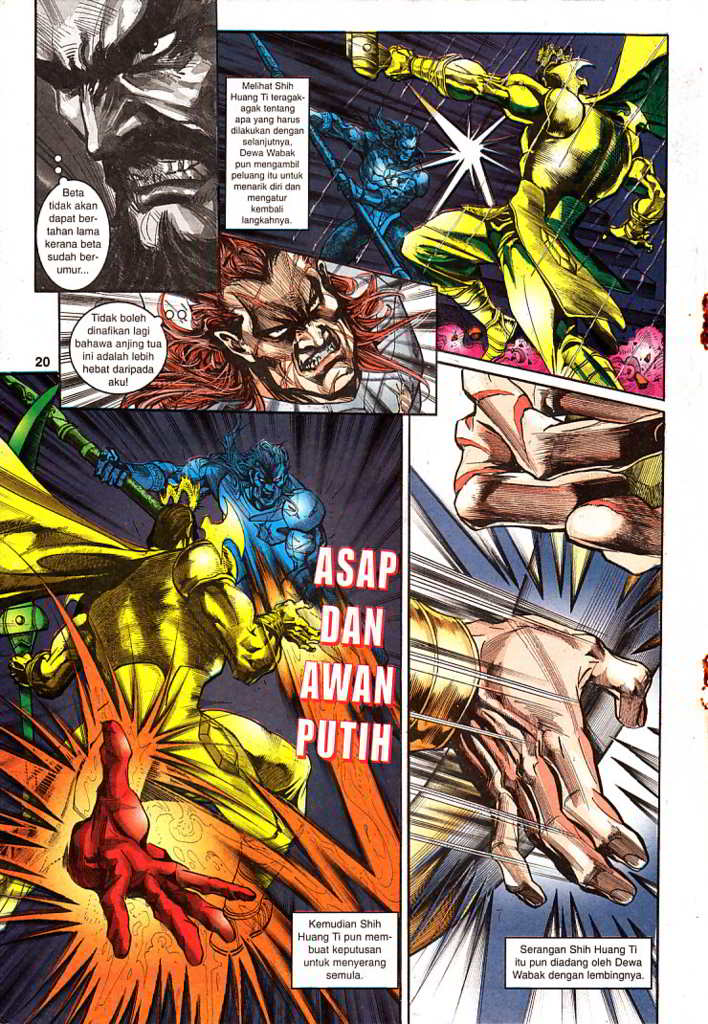 Beta
tidak akan
dapat ber-
tahan lama
kerana beta
sudah ber-
umur...
Melihat Shih
Huang Ti teragak-
agak tentang
apa yang harus
dilakukan dengan
selanjutnya,
Dewa Wabak
pun mengambil
peluang itu untuk
menarik diri dan
mengatur
kembali
langkahnya.
Tidak boleh
dinafikan lagi
bahawa anjing tua
ini adalah lebih
hebat daripada
aku!
20
ASAP
DAN
AWAN
PUTIH
Kemudian Shih
Huang Ti pun mem-
buat keputusan
untuk menyerang
semula.
Serangan Shih Huang Ti
itu pun diadang oleh Dewa
Wabak dengan lembingnya.